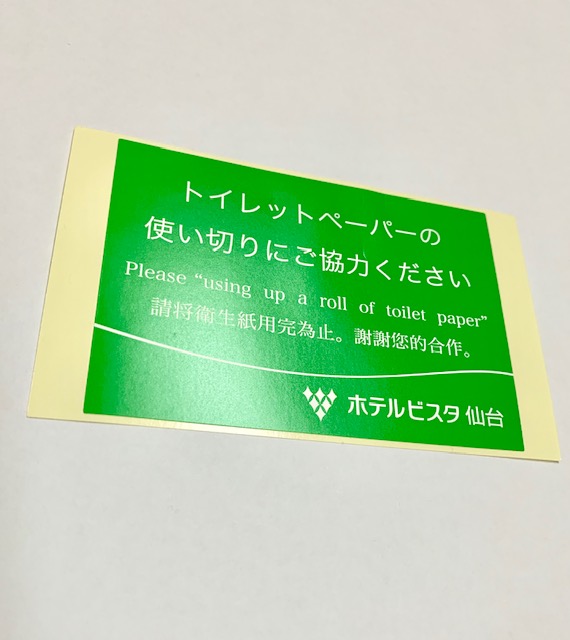 トイレットペーパーの
使い切りにご協力ください
Please “using up a roll of toilet paper”
請将衛生紙用完為止。謝謝您的合作。
ホテルビスタ 仙台